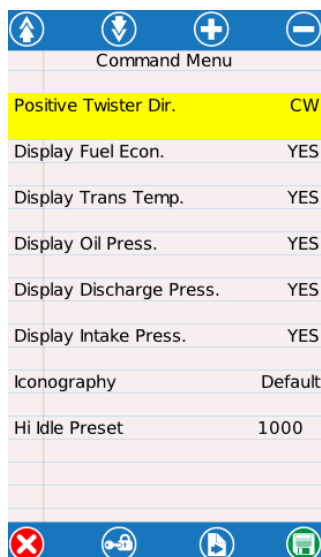 Command Menu
Positive Twister Dir. CW
Display Fuel Econ. YES
Display Trans Temp. YES
Display Oil Press. YES
Display Discharge Press. YES
Display Intake Press. YES
Iconography Default
Hi Idle Preset 1000